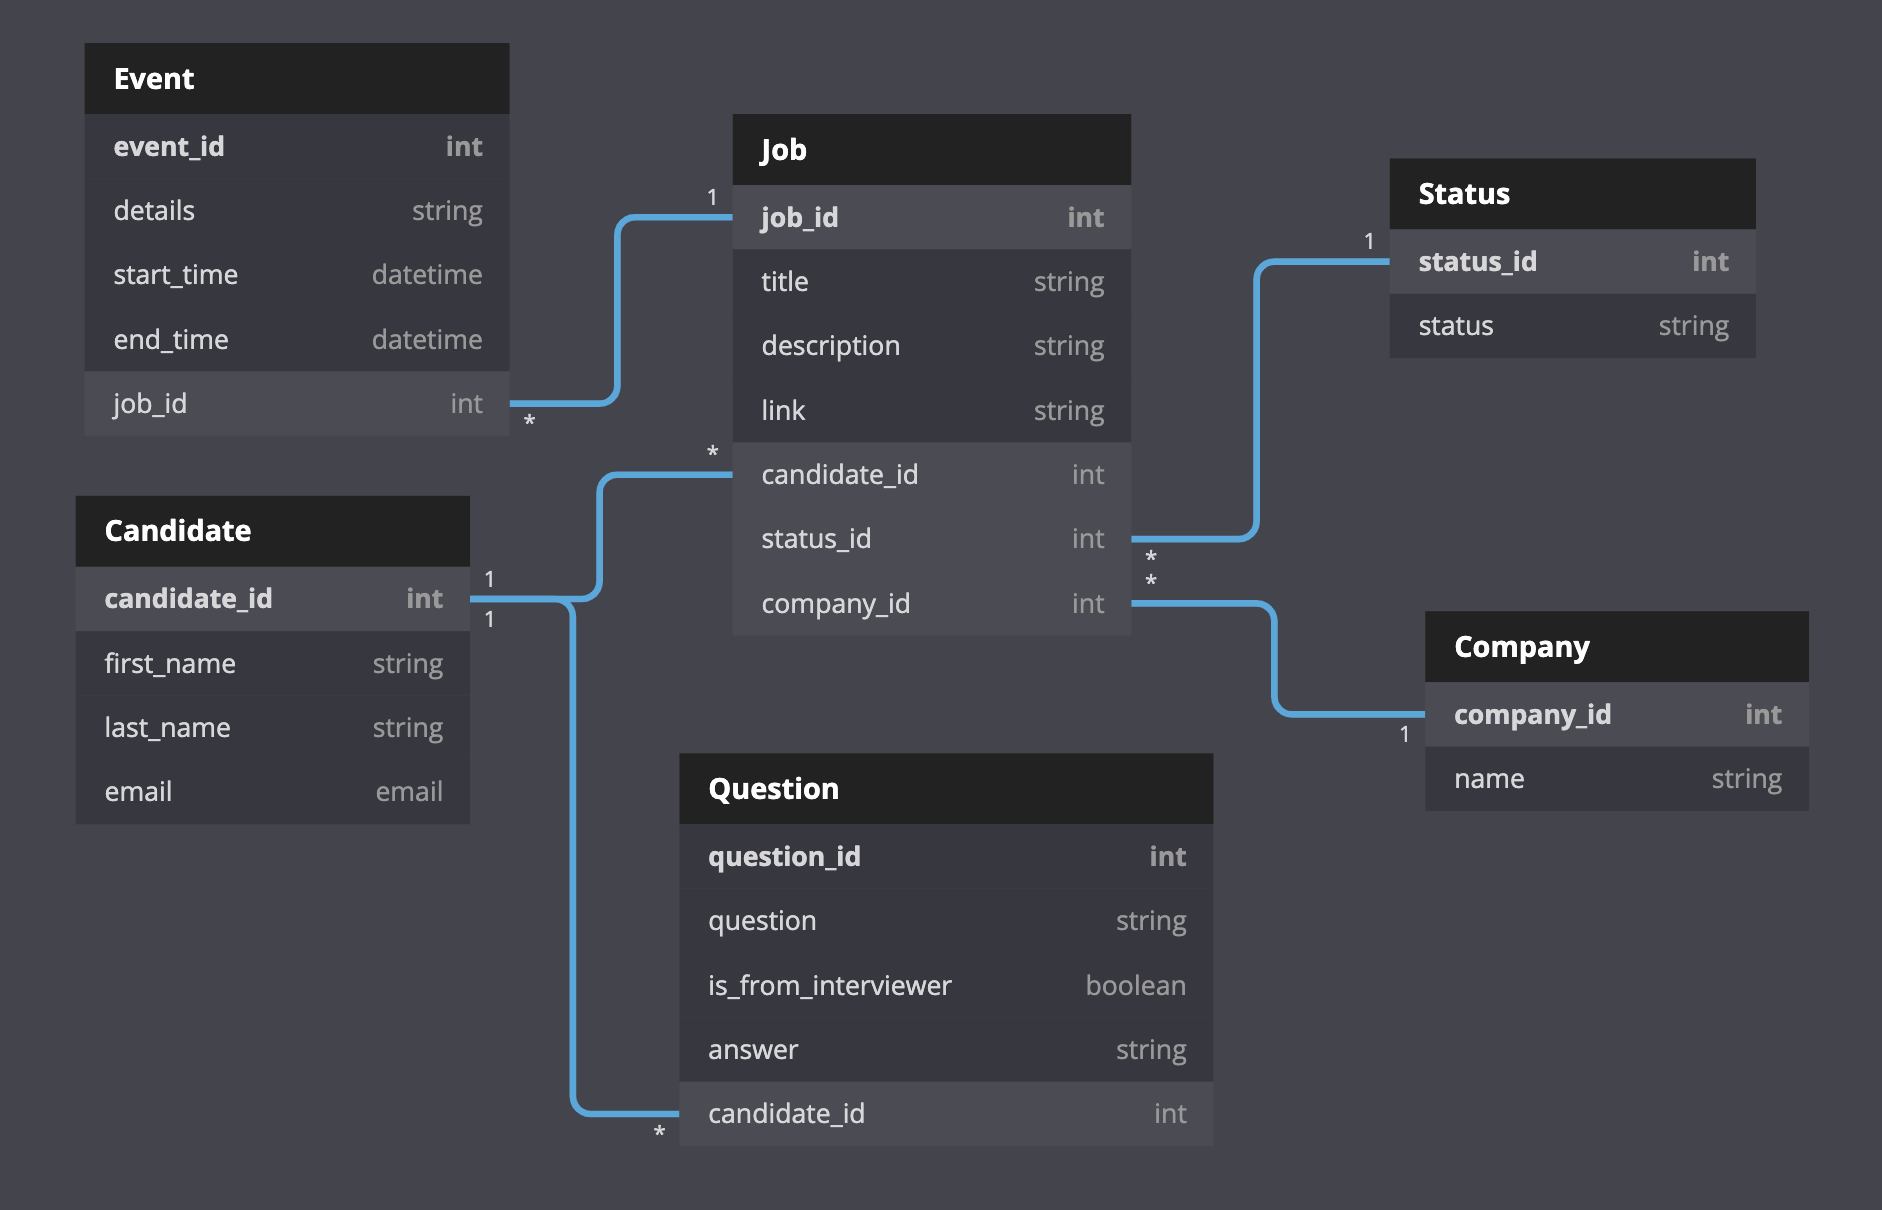 Event
event_id int
details string
start_time datetime
end_time datetime
job_id int
*
1
Job
job_id int
title string
description string
link string
candidate_id int
status_id int
company_id int
*
*
*
1
Status
status_id int
status string
Candidate
candidate_id int
first_name string
last_name string
email email
1
1
Company
company_id int
name string
1
Question
question_id int
question string
is_from_interviewer boolean
answer string
candidate_id int
*